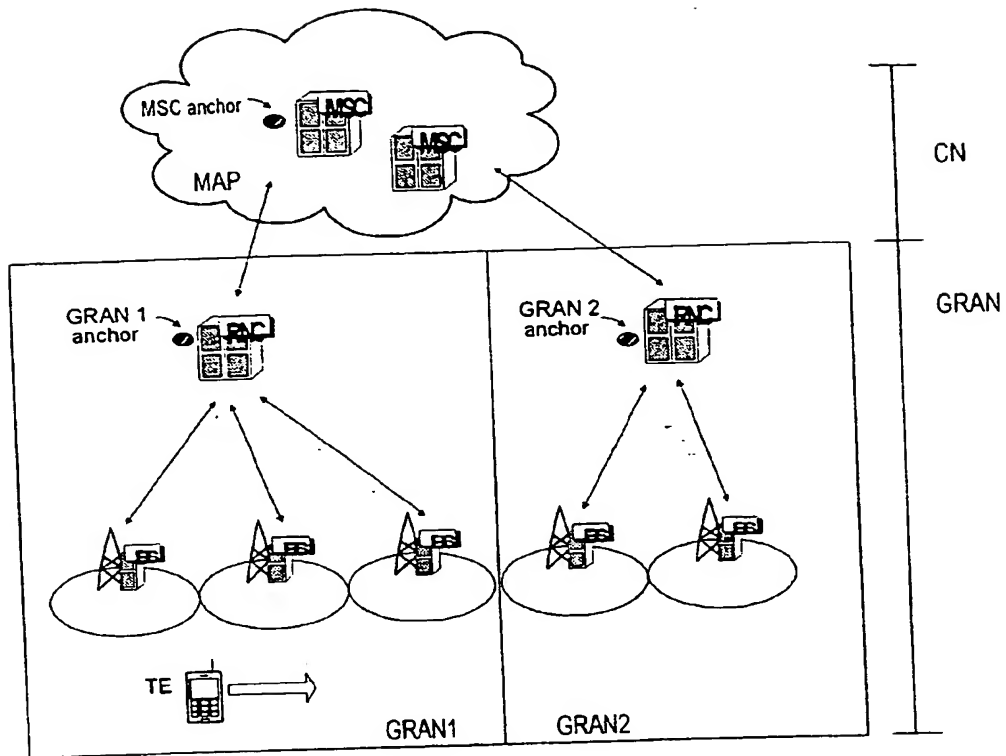 MSC anchor
MSC
MSC
MAP
CN
GRAN 1
anchor
RNC
GRAN 2
anchor
RNC
GRAN
BS
BS
BS
BS
BS
TE
GRAN1
GRAN2